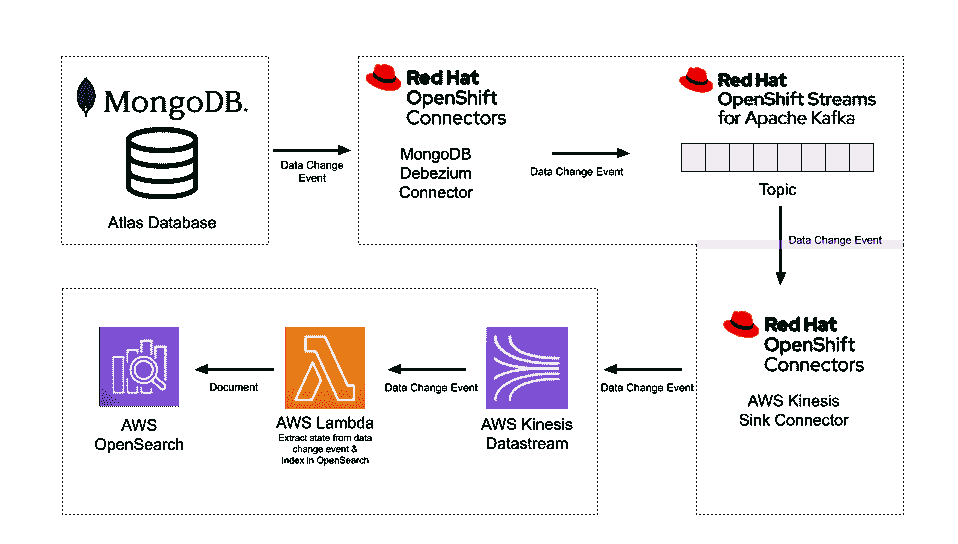 MongoDB.
Atlas Database
Data Change
Event
Red Hat
OpenShift
Connectors
MongoDB
Debezium
Connector
Data Change Event
Red Hat
OpenShift Streams
for Apache Kafka
Topic
Data Change Event
Red Hat
OpenShift
Connectors
AWS Kinesis
Sink Connector
Data Change Event
AWS Kinesis
Datastream
Data Change Event
AWS Lambda
Extract state from data
change event &
Index in OpenSearch
Document
AWS
OpenSearch